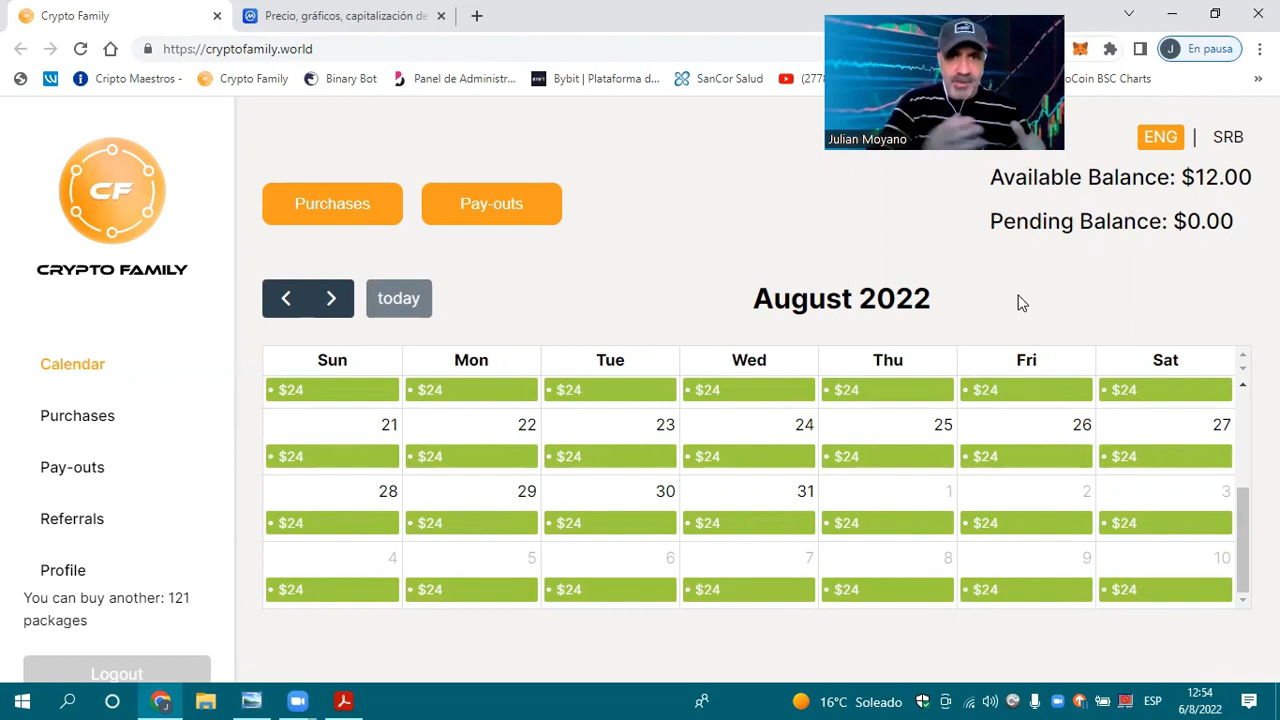 Crypto Family
Precio, gráficos, capitalización de
https://cryptofamily.world
J
En pausa
Cripto Maestros -
Crypto Family
Binary Bot
Panel de Administr...
Bybit | Plataforma d...
SanCor Salud
(277
oCoin BSC Charts
»
Julian Moyano
CF
CRYPTO FAMILY
Calendar
Purchases
Pay-outs
Referrals
Profile
You can buy another: 121
packages
Logout
Purchases
Pay-outs
ENG | SRB
Available Balance: $12.00
Pending Balance: $0.00
today
August 2022
Sun Mon Tue Wed Thu Fri Sat
• $24 • $24 • $24 • $24 • $24 • $24 • $24
21 22 23 24 25 26 27
• $24 • $24 • $24 • $24 • $24 • $24 • $24
28 29 30 31 1 2 3
• $24 • $24 • $24 • $24 • $24 • $24 • $24
4 5 6 7 8 9 10
• $24 • $24 • $24 • $24 • $24 • $24 • $24
16°C Soleado
ESP
12:54
6/8/2022